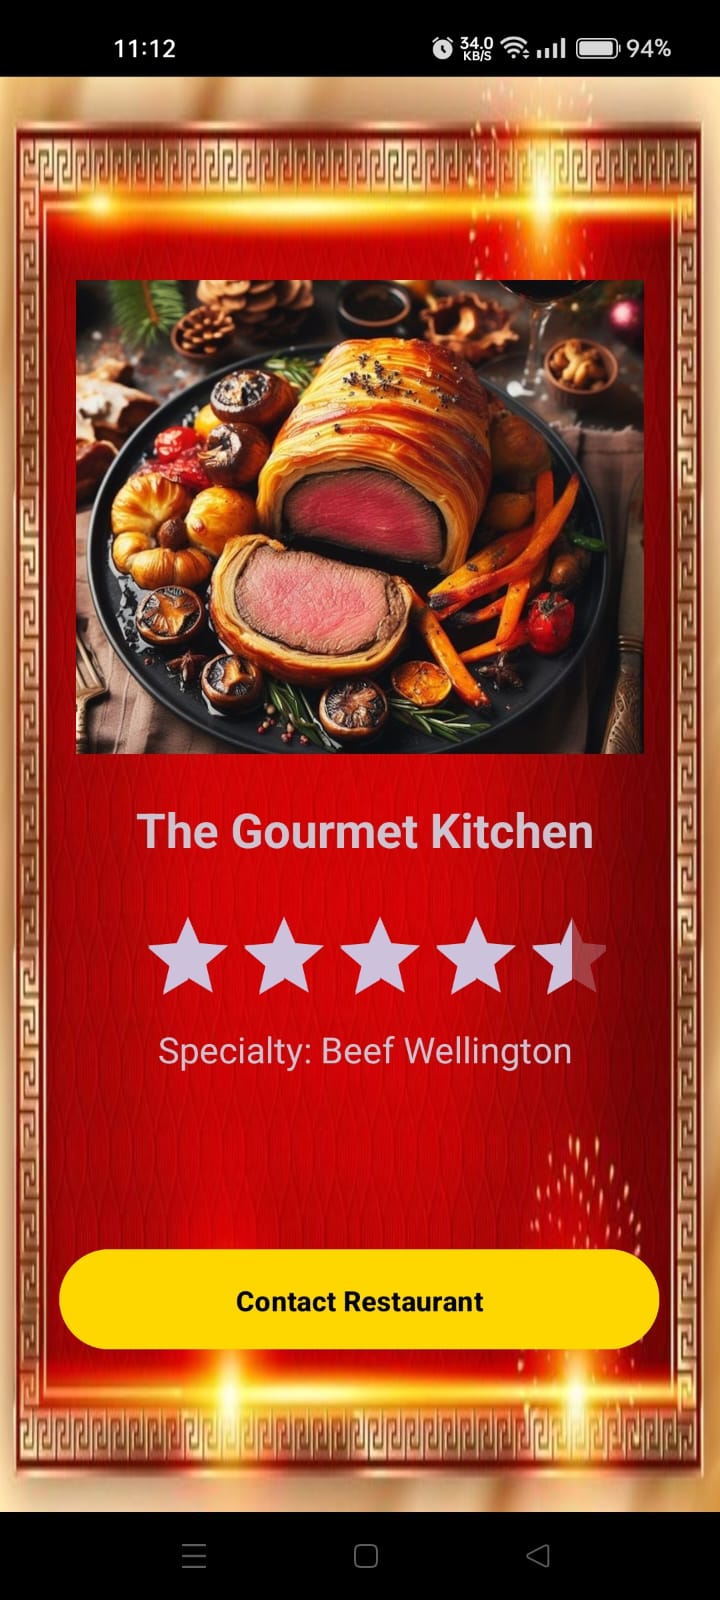 11:12
34.0
KB/S
94%
The Gourmet Kitchen
Specialty: Beef Wellington
Contact Restaurant